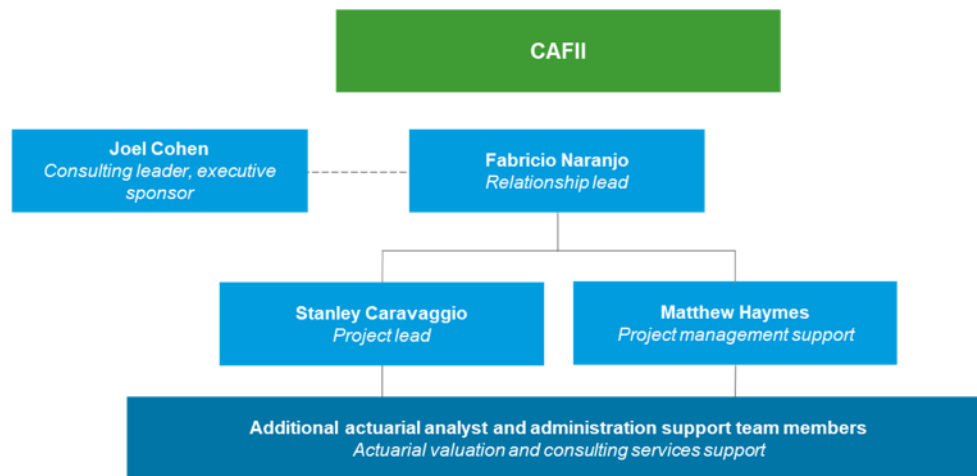 CAFII
Joel Cohen
Consulting leader, executive
sponsor
Fabricio Naranjo
Relationship lead
Stanley Caravaggio
Project lead
Matthew Haymes
Project management support
Additional actuarial analyst and administration support team members
Actuarial valuation and consulting services support